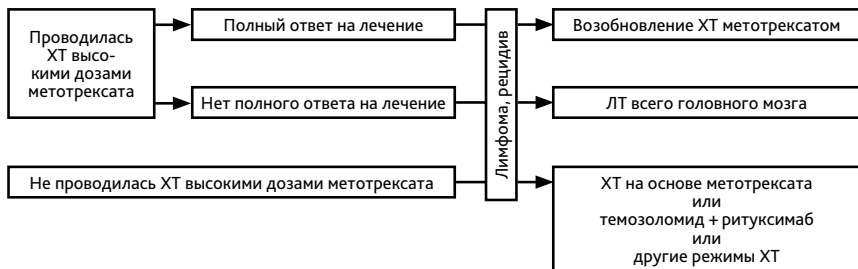 Проводилась
ХТ высо-
кими дозами
метотрексата
Полный ответ на лечение
Нет полного ответа на лечение
Не проводилась ХТ высокими дозами метотрексата
Лимфома, рецидив
Возобновление ХТ метотрексатом
ЛТ всего головного мозга
ХТ на основе метотрексата
или
темозоломид + ритуксимаб
или
другие режимы ХТ